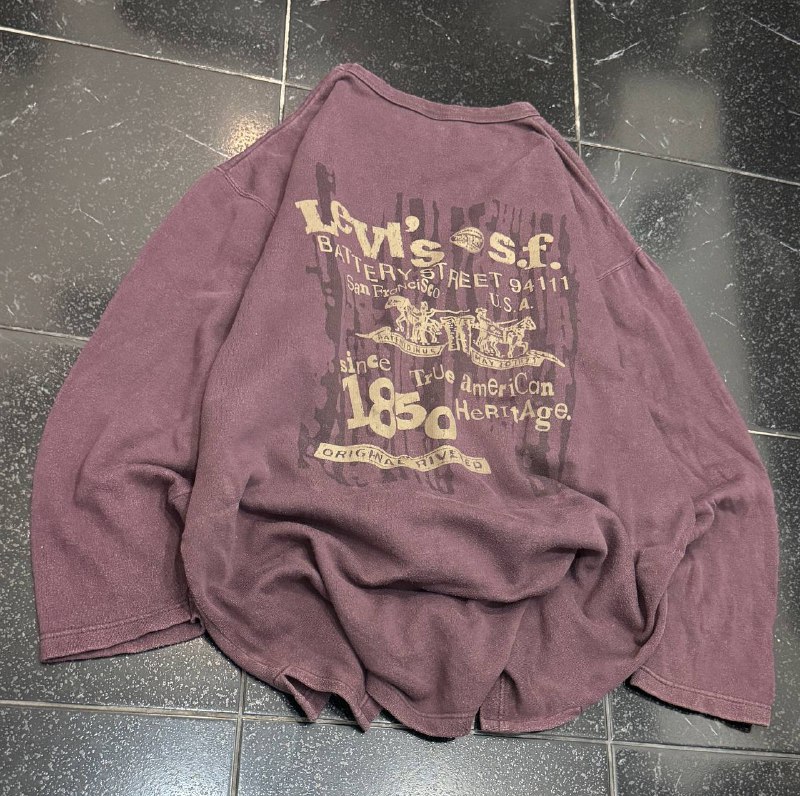 Levi's s.f.
BATTERY STREET 94111
San Francisco U.S.A.
since True american
1850 HeRItAge.
ORIGINAL RIVETED